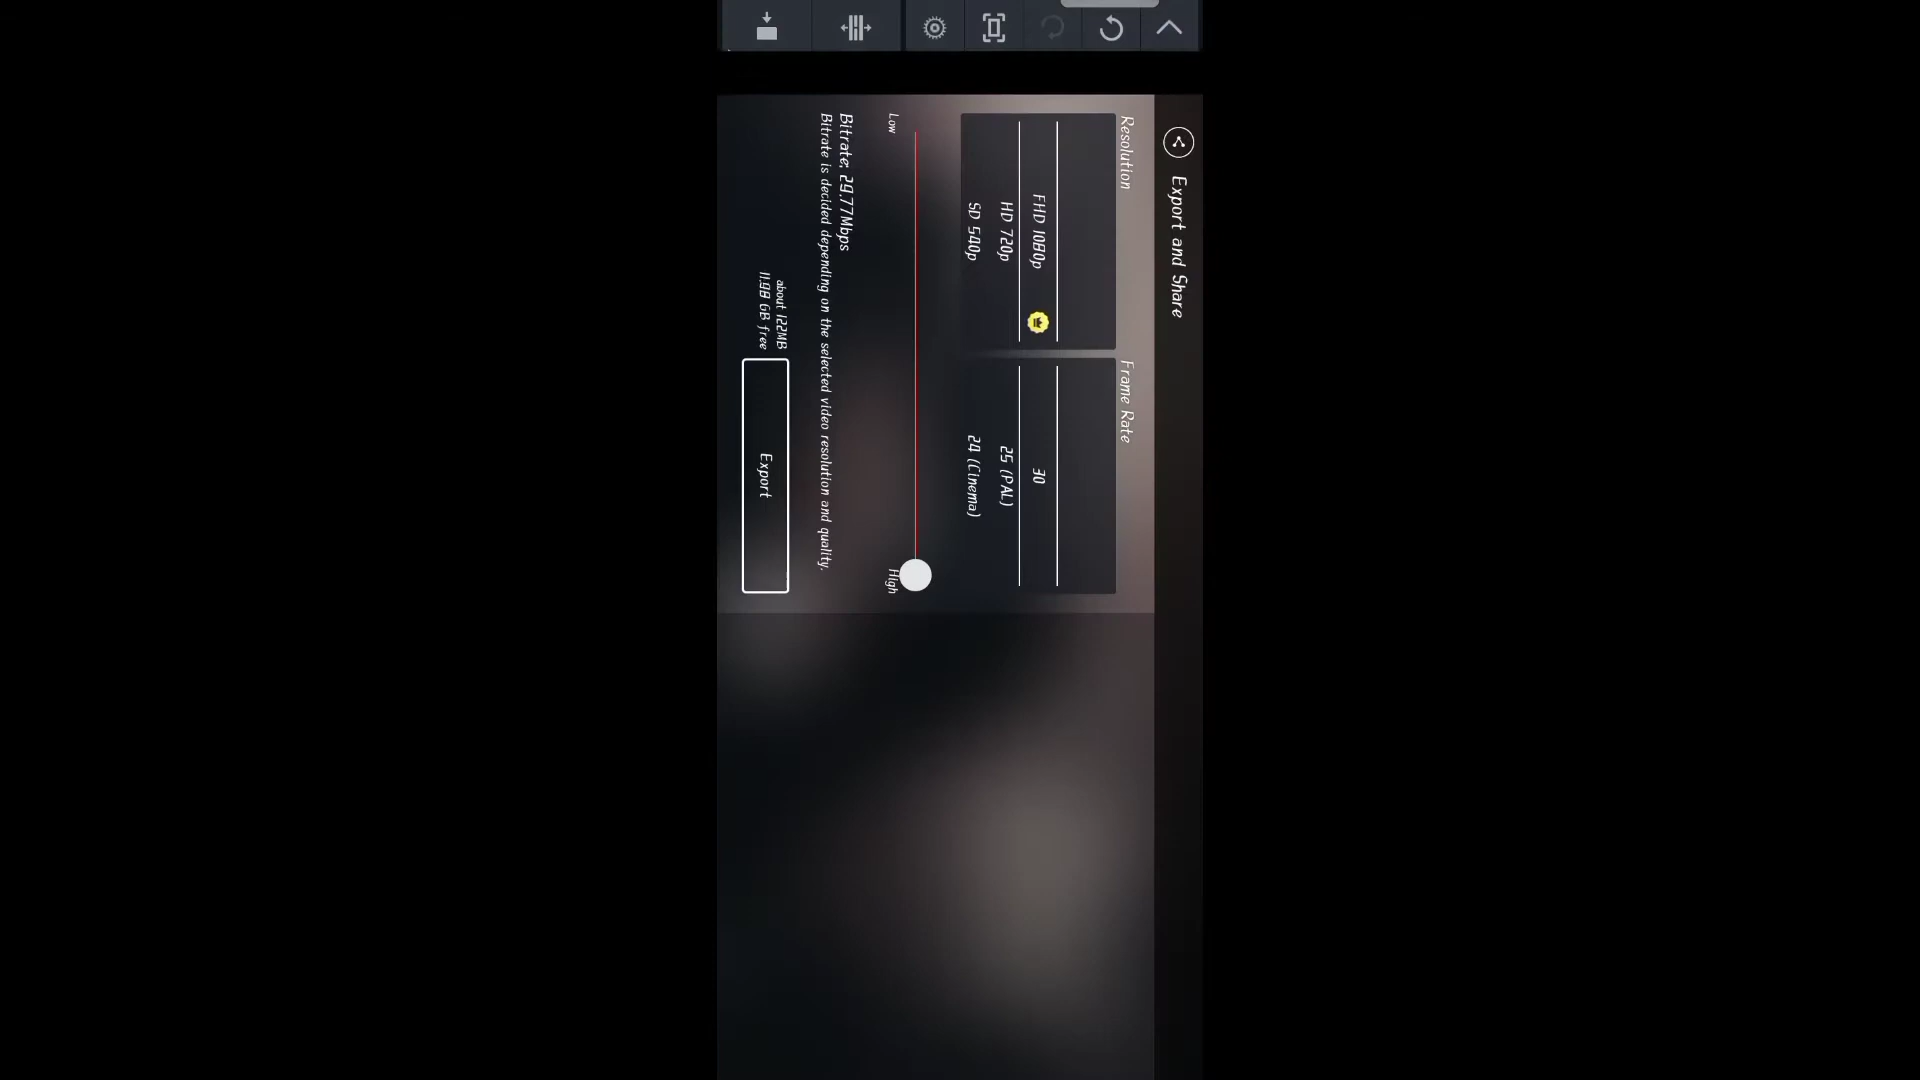 Export and Share
Resolution
FHD 1080p
HD 720p
SD 540p
Frame Rate
30
25 (PAL)
24 (Cinema)
Low
High
Bitrate: 29.77Mbps
Bitrate is decided depending on the selected video resolution and quality.
about 122MB
11.98 GB free
Export